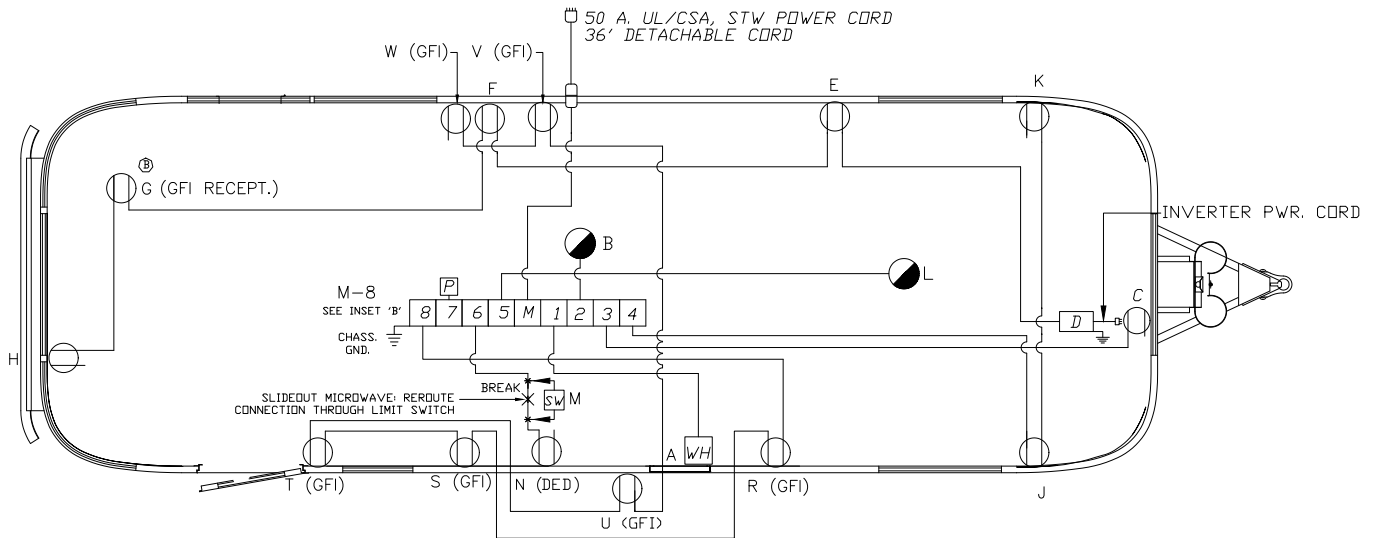 50 A. UL/CSA, STW POWER CORD
36' DETACHABLE CORD
W (GFI)
V (GFI)
F
E
K
B
G (GFI RECEPT.)
INVERTER PWR. CORD
B
L
P
M-8
SEE INSET 'B'
8 7 6 5 M 1 2 3 4
CHASS.
GND.
D
C
H
BREAK
SLIDEOUT MICROWAVE: REROUTE
CONNECTION THROUGH LIMIT SWITCH
SW
M
A
WH
T (GFI)
S (GFI)
N (DED)
R (GFI)
J
U (GFI)